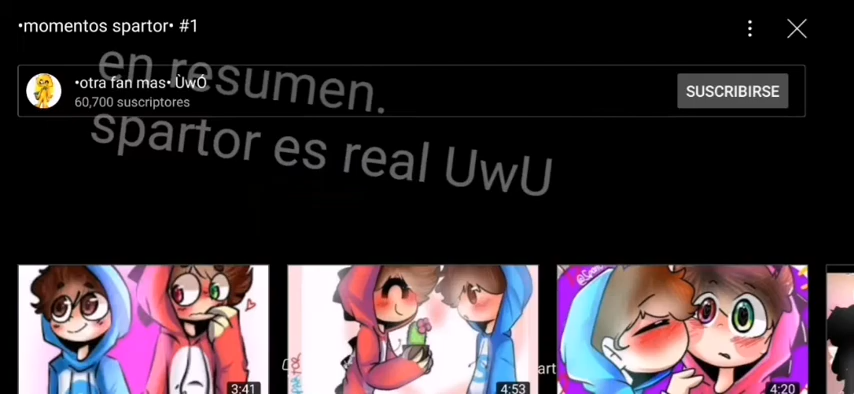 •momentos spartor• #1
en resumen.
•otra fan mas• ÙwÓ
60,700 suscriptores
SUSCRIBIRSE
spartor es real UwU
3:41
4:53
4:20